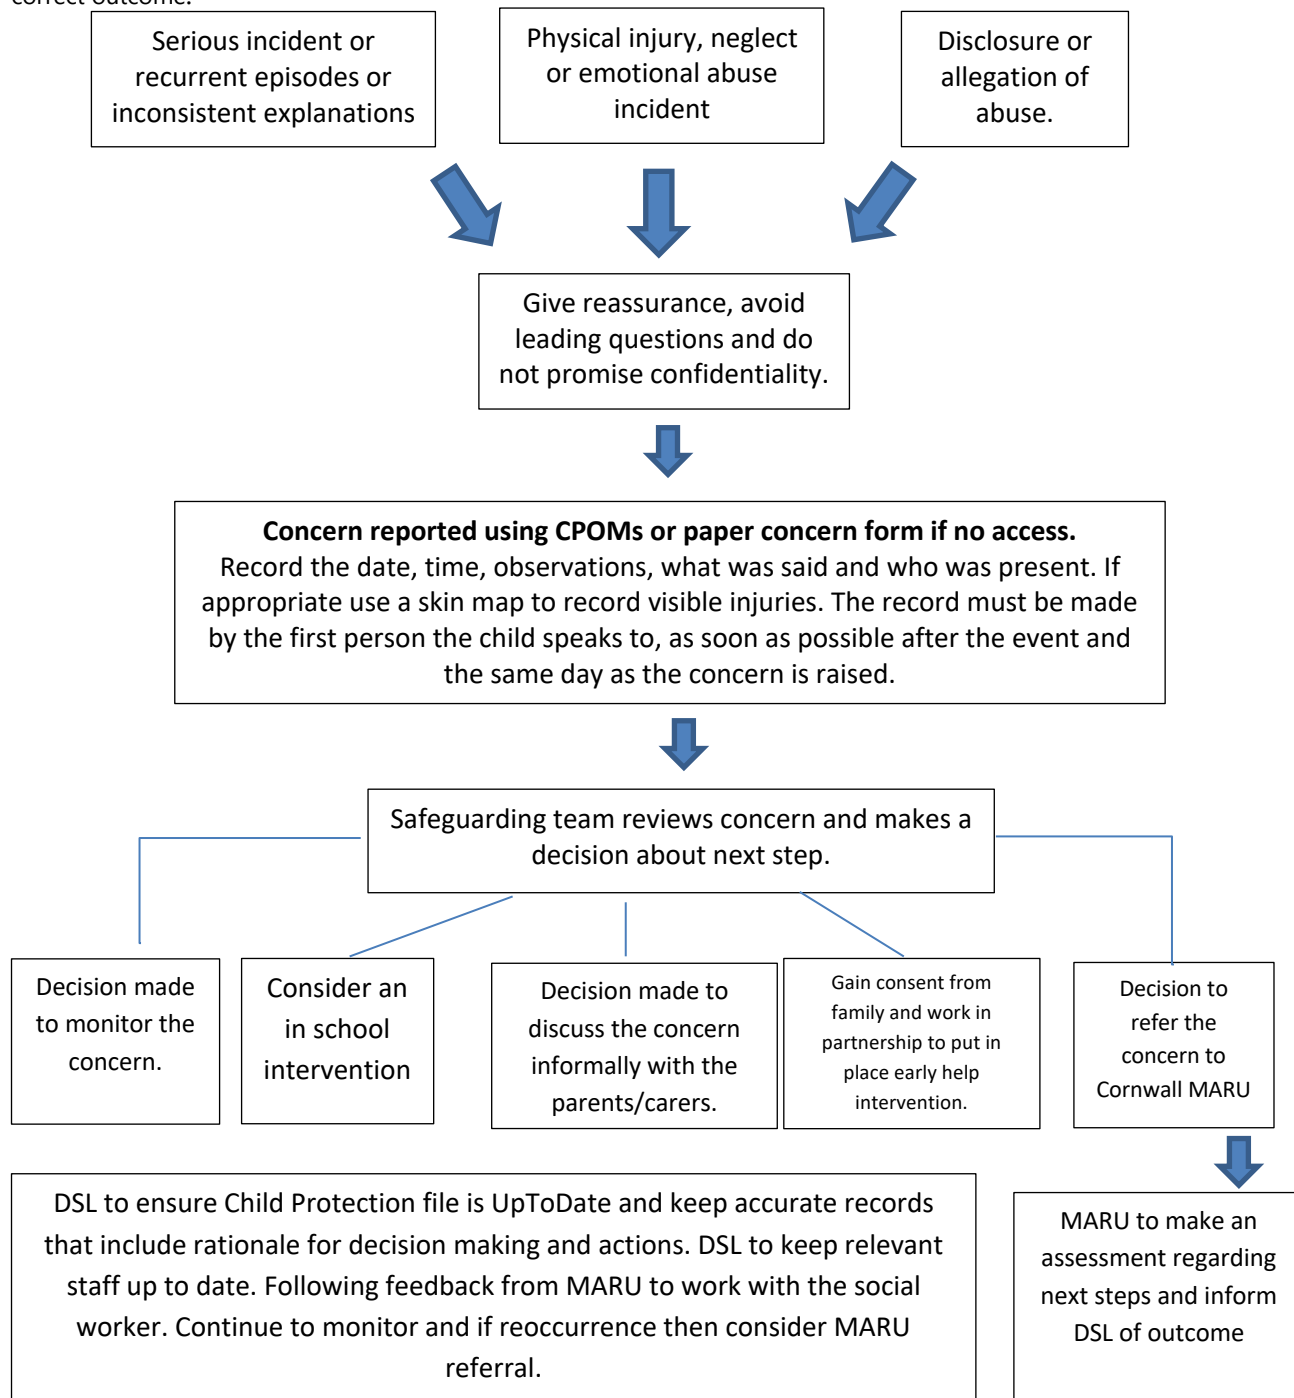 correct outcome.
Serious incident or
recurrent episodes or
inconsistent explanations
Physical injury, neglect
or emotional abuse
incident
Disclosure or
allegation of
abuse.
Give reassurance, avoid
leading questions and do
not promise confidentiality.
Concern reported using CPOMs or paper concern form if no access.
Record the date, time, observations, what was said and who was present. If
appropriate use a skin map to record visible injuries. The record must be made
by the first person the child speaks to, as soon as possible after the event and
the same day as the concern is raised.
Safeguarding team reviews concern and makes a
decision about next step.
Decision made
to monitor the
concern.
Consider an
in school
intervention
Decision made to
discuss the concern
informally with the
parents/carers.
Gain consent from
family and work in
partnership to put in
place early help
intervention.
Decision to
refer the
concern to
Cornwall MARU
DSL to ensure Child Protection file is UpToDate and keep accurate records
that include rationale for decision making and actions. DSL to keep relevant
staff up to date. Following feedback from MARU to work with the social
worker. Continue to monitor and if reoccurrence then consider MARU
referral.
MARU to make an
assessment regarding
next steps and inform
DSL of outcome